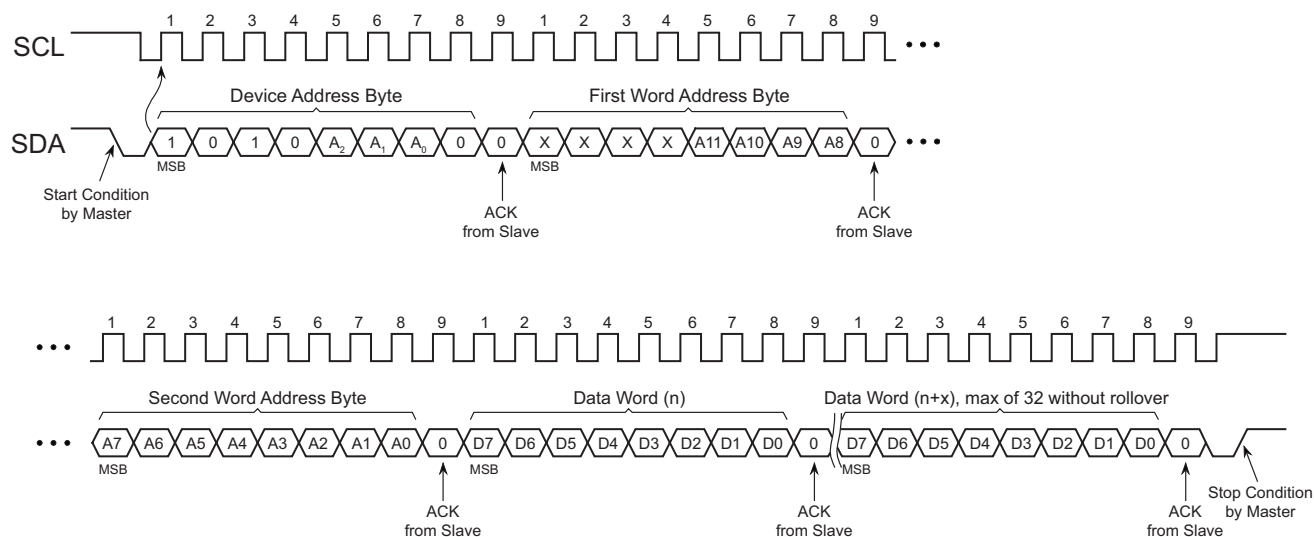 1 2 3 4 5 6 7 8 9 1 2 3 4 5 6 7 8 9
SCL
Device Address Byte First Word Address Byte
SDA 1 0 1 0 A2 A1 A0 0 0 X X X X A11 A10 A9 A8 0
MSB MSB
Start Condition
by Master
ACK
from Slave
ACK
from Slave
1 2 3 4 5 6 7 8 9 1 2 3 4 5 6 7 8 9 1 2 3 4 5 6 7 8 9
Second Word Address Byte Data Word (n) Data Word (n+x), max of 32 without rollover
A7 A6 A5 A4 A3 A2 A1 A0 0 D7 D6 D5 D4 D3 D2 D1 D0 0 D7 D6 D5 D4 D3 D2 D1 D0 0
MSB MSB MSB
ACK
from Slave
ACK
from Slave
ACK
from Slave
Stop Condition
by Master